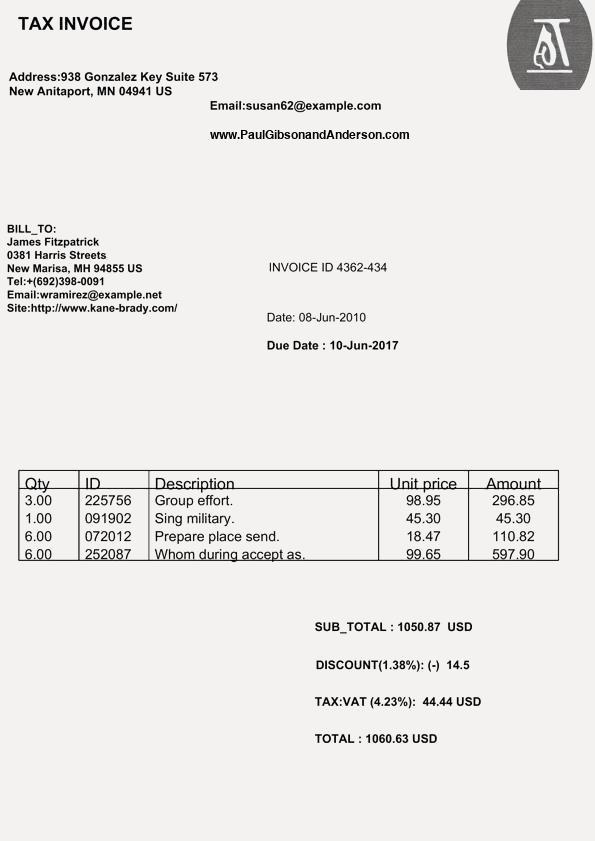 TAX INVOICE
Address:938 Gonzalez Key Suite 573
New Anitaport, MN 04941 US
Email:susan62@example.com
www.PaulGibsonandAnderson.com
BILL_TO:
James Fitzpatrick
0381 Harris Streets
New Marisa, MH 94855 US
Tel:+(692)398-0091
Email:wramirez@example.net
Site:http://www.kane-brady.com/
INVOICE ID 4362-434
Date: 08-Jun-2010
Due Date : 10-Jun-2017
Qty ID Description Unit price Amount
3.00 225756 Group effort. 98.95 296.85
1.00 091902 Sing military. 45.30 45.30
6.00 072012 Prepare place send. 18.47 110.82
6.00 252087 Whom during accept as. 99.65 597.90
SUB_TOTAL : 1050.87 USD
DISCOUNT(1.38%): (-) 14.5
TAX:VAT (4.23%): 44.44 USD
TOTAL : 1060.63 USD